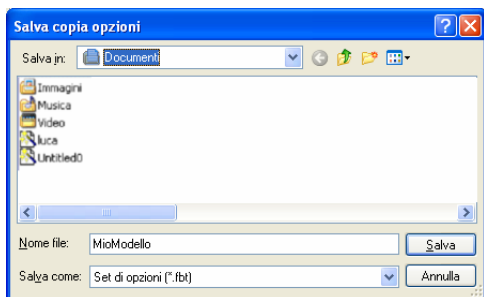 Salva copia opzioni
Salva in: Documenti
Immagini
Musica
Video
luca
Untitled0
Nome file: MioModello Salva
Salva come: Set di opzioni (*.fbt) Annulla